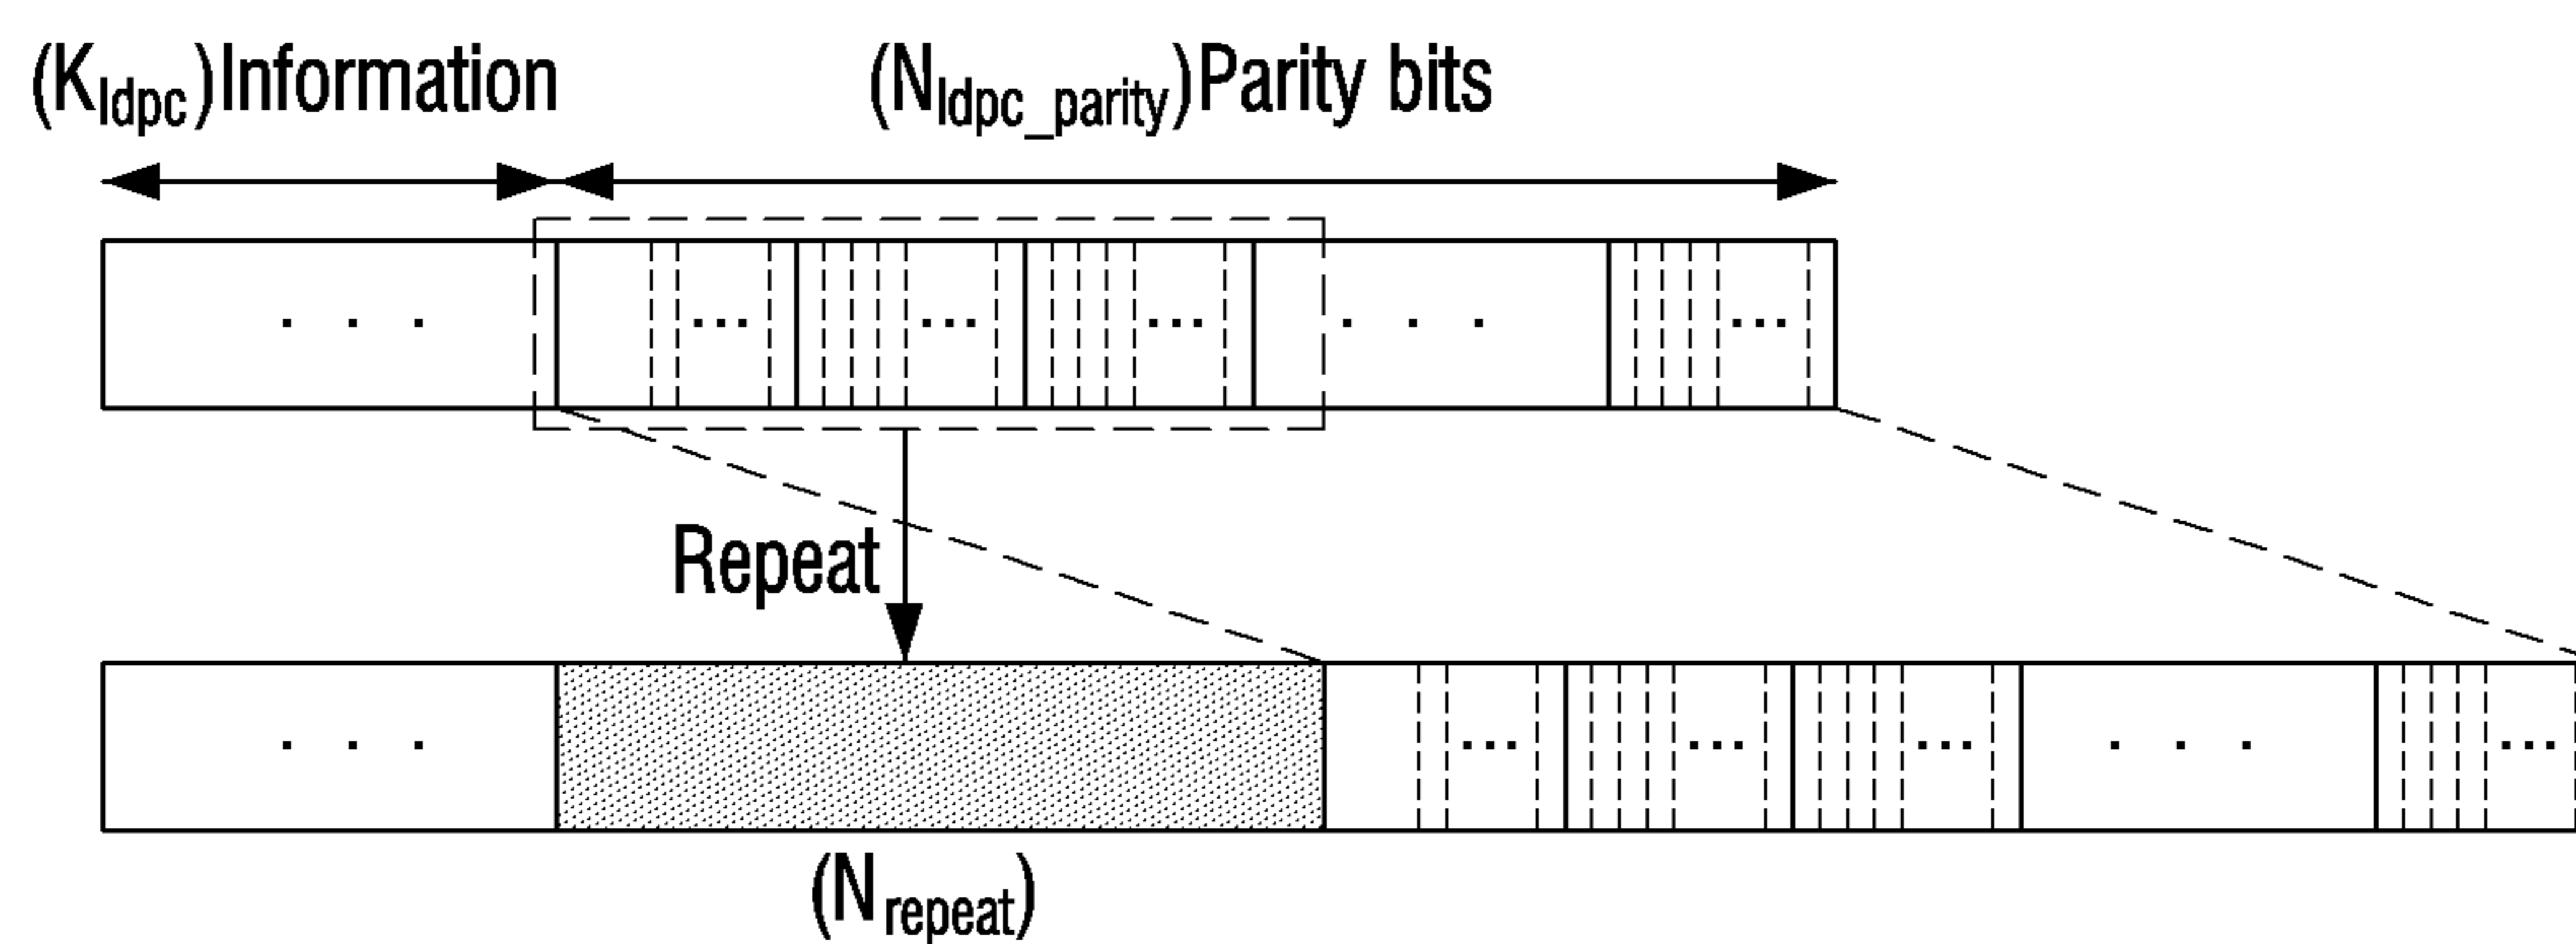 (Kldpc)Information
(Nldpc_parity)Parity bits
Repeat
(Nrepeat)